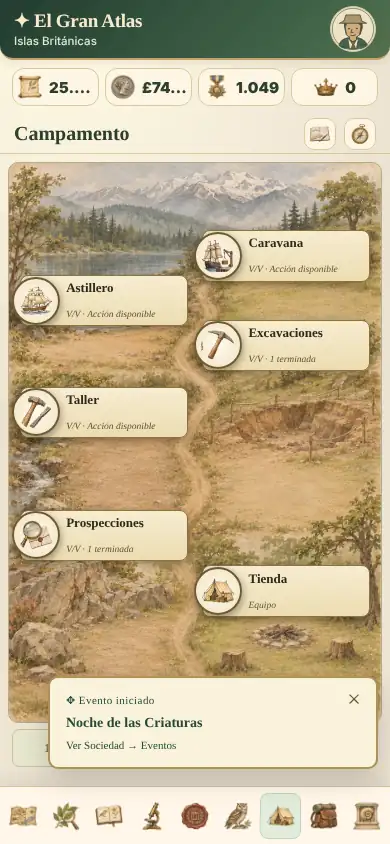 ✦ El Gran Atlas
Islas Británicas
25.... £74... 1.049 0
Campamento
Caravana
V/V · Acción disponible
Astillero
V/V · Acción disponible
Excavaciones
V/V · 1 terminada
Taller
V/V · Acción disponible
Prospecciones
V/V · 1 terminada
Tienda
Equipo
✥ Evento iniciado
Noche de las Criaturas
Ver Sociedad → Eventos